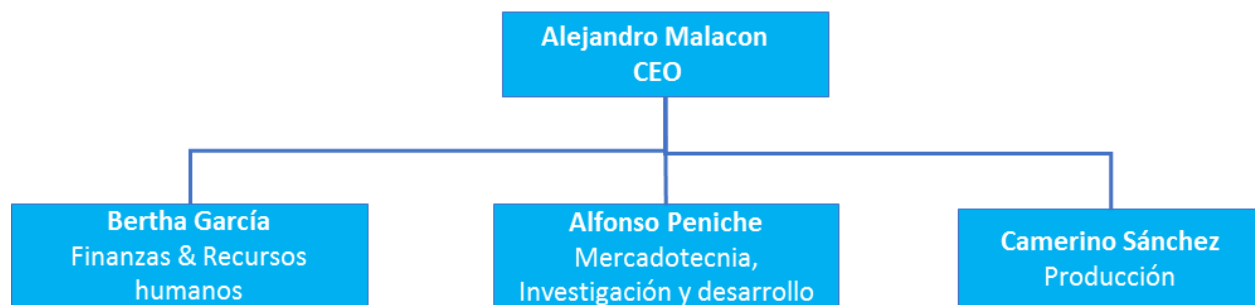 Alejandro Malacon
CEO
Bertha García
Finanzas & Recursos
humanos
Alfonso Peniche
Mercadotecnia,
Investigación y desarrollo
Camerino Sánchez
Producción